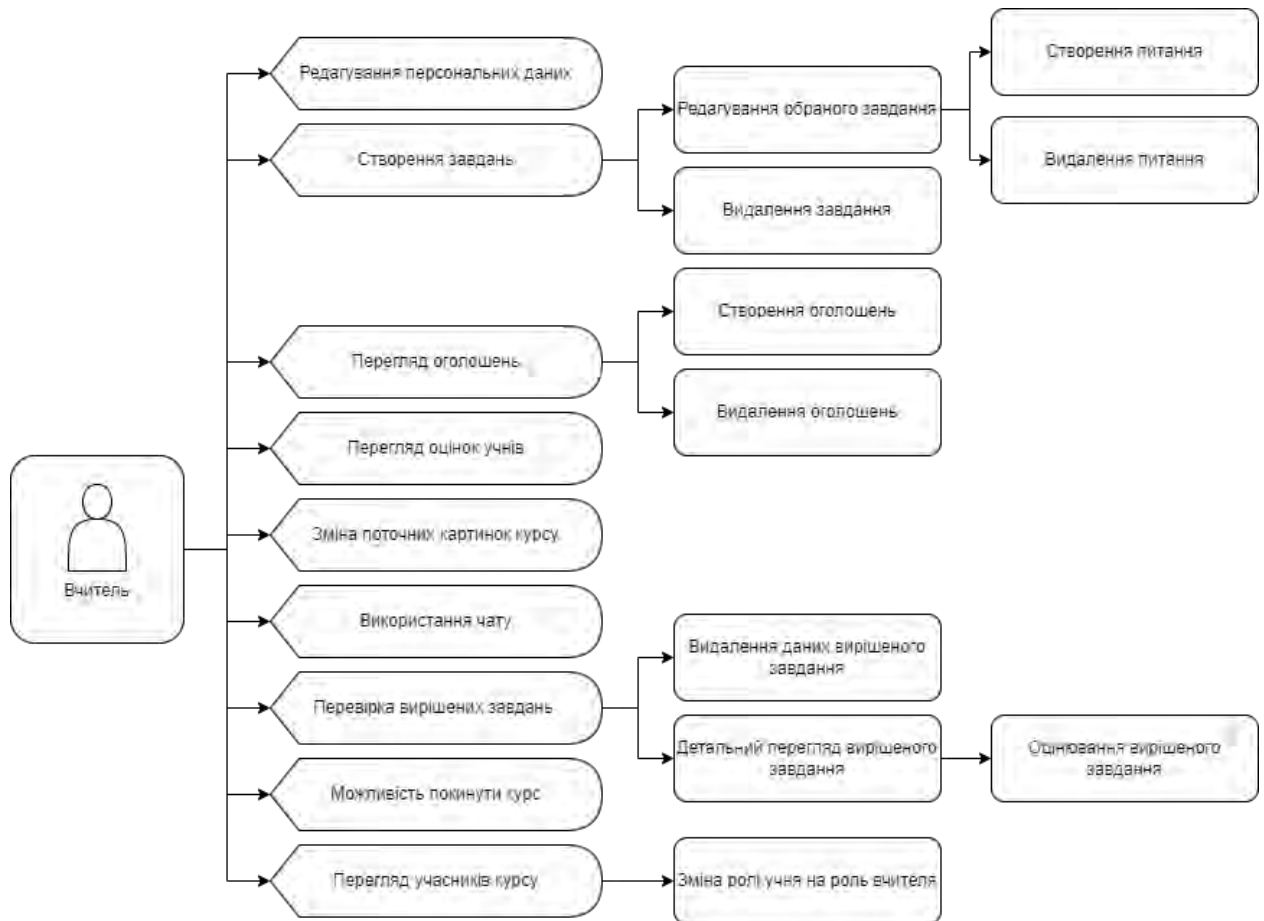 Редагування персональних даних
Створення завдань
Редагування обраного завдання
Створення питання
Видалення питання
Видалення завдання
Перегляд оголошень
Створення оголошень
Видалення оголошень
Перегляд оцінок учнів
Зміна поточних картинок курсу
Вчитель
Використання чату
Перевірка вирішених завдань
Видалення даних вирішеного
завдання
Детальний перегляд вирішеного
завдання
Оцінювання вирішеного
завдання
Можливість покинути курс
Перегляд учасників курсу
Зміна ролі учня на роль вчителя